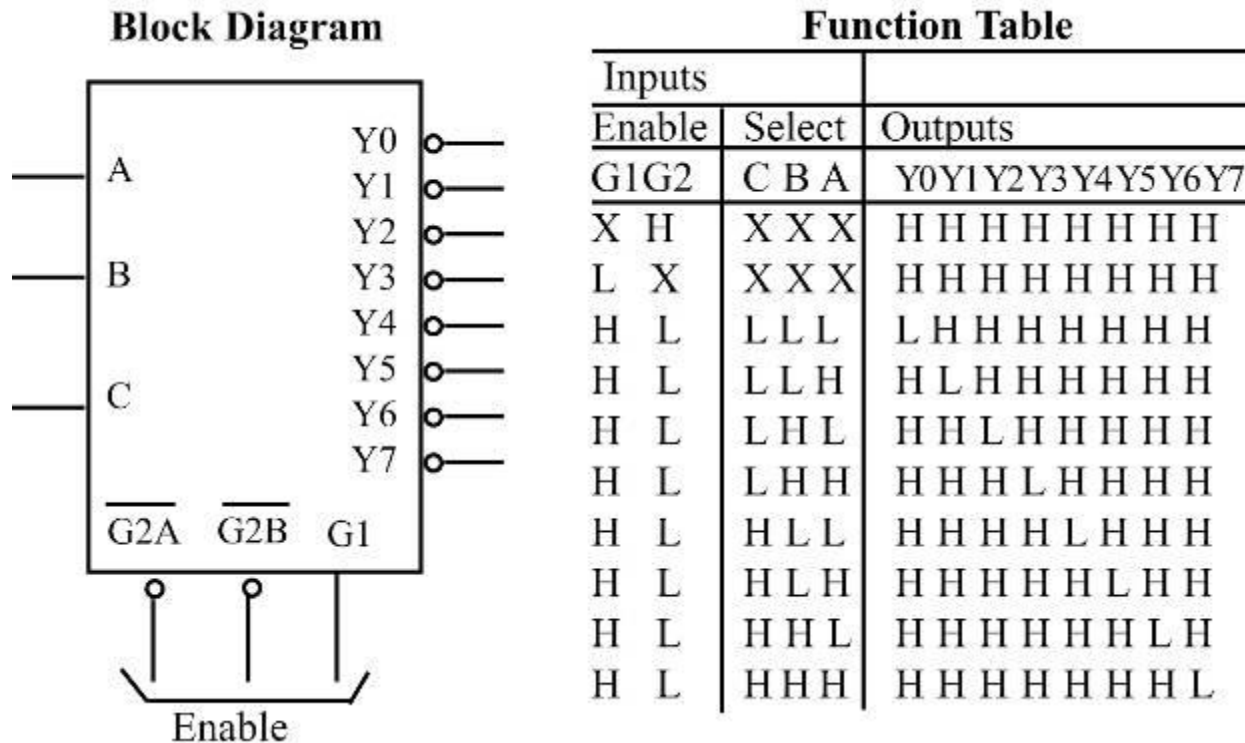 Block Diagram
A
B
C
Y0
Y1
Y2
Y3
Y4
Y5
Y6
Y7
G2A G2B G1
Enable
Function Table
Inputs
Enable Select Outputs
G1G2 C B A Y0Y1Y2Y3Y4Y5Y6Y7
X H X X X H H H H H H H H
L X X X X H H H H H H H H
H L L L L L H H H H H H H
H L L L H H L H H H H H H
H L L H L H H L H H H H H
H L L H H H H H L H H H H
H L H L L H H H H L H H H
H L H L H H H H H H L H H
H L H H L H H H H H H L H
H L H H H H H H H H H H L